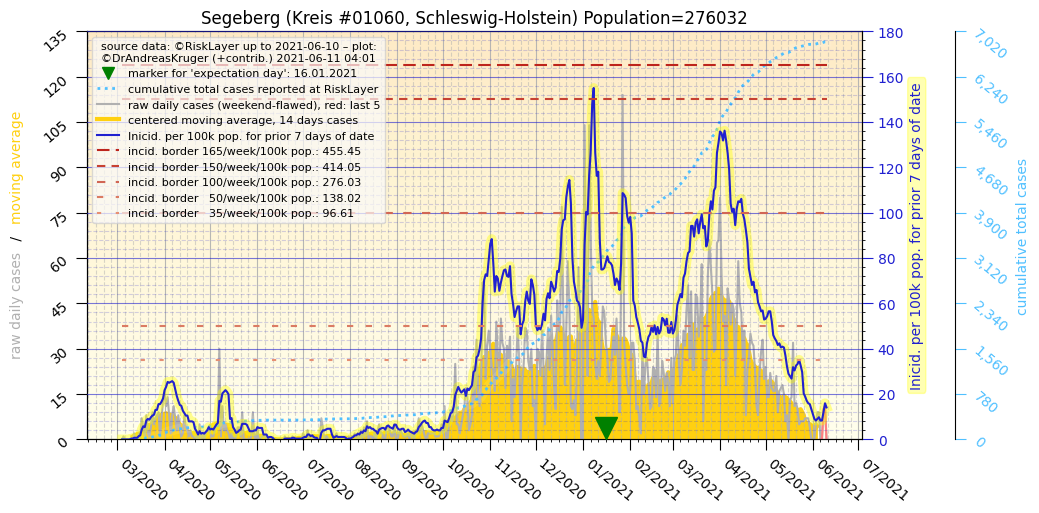 Segeberg (Kreis #01060, Schleswig-Holstein) Population=276032
source data: ©RiskLayer up to 2021-06-10 – plot:
©DrAndreasKruger (+contrib.) 2021-06-11 04:01
marker for 'expectation day': 16.01.2021
cumulative total cases reported at RiskLayer
raw daily cases (weekend-flawed), red: last 5
centered moving average, 14 days cases
Inicid. per 100k pop. for prior 7 days of date
incid. border 165/week/100k pop.: 455.45
incid. border 150/week/100k pop.: 414.05
incid. border 100/week/100k pop.: 276.03
incid. border 50/week/100k pop.: 138.02
incid. border 35/week/100k pop.: 96.61
raw daily cases / moving average
135
120
105
90
75
60
45
30
15
0
03/2020
04/2020
05/2020
06/2020
07/2020
08/2020
09/2020
10/2020
11/2020
12/2020
01/2021
02/2021
03/2021
04/2021
05/2021
06/2021
07/2021
180
160
140
120
100
80
60
40
20
0
Inicid. per 100k pop. for prior 7 days of date
7,020
6,240
5,460
4,680
3,900
3,120
2,340
1,560
780
0
cumulative total cases